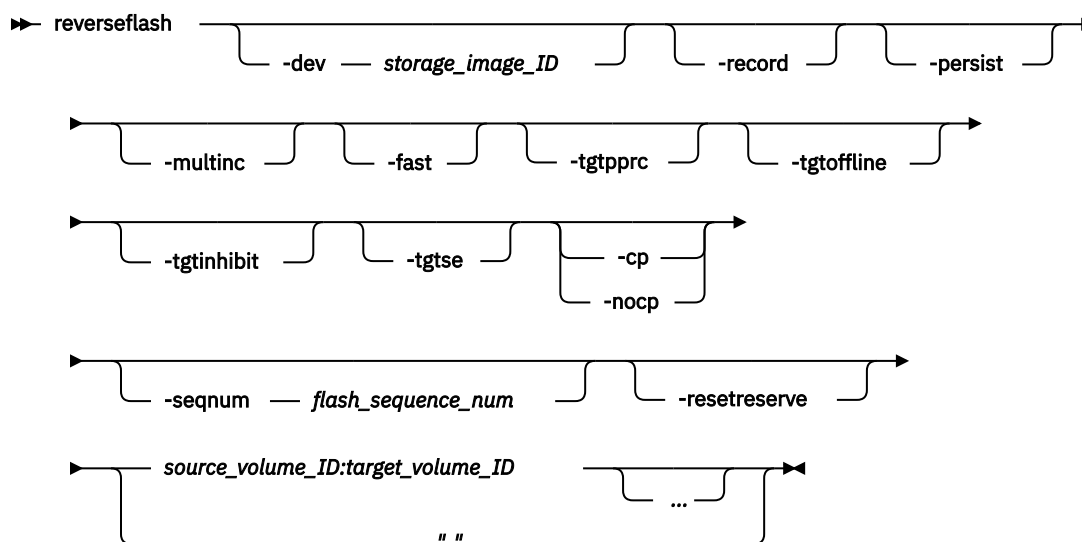 reverseflash
-dev storage_image_ID -record -persist
-multinc -fast -tgtpprc -tgtoffline
-tgtinhibit -tgtse -cp
-nocp
-seqnum flash_sequence_num -resetreserve
source_volume_ID:target_volume_ID
...
" "